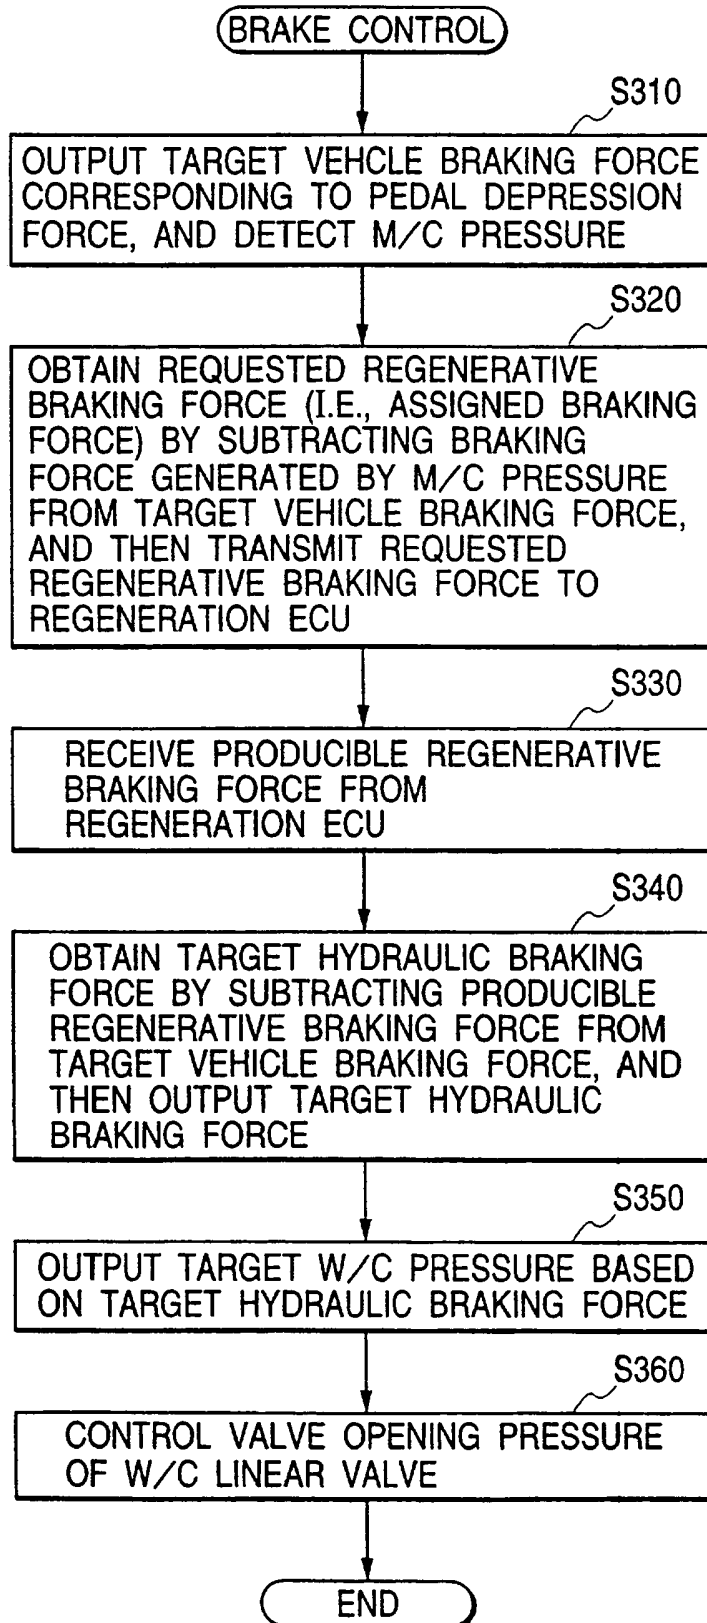 BRAKE CONTROL
S310
OUTPUT TARGET VEHCLE BRAKING FORCE
CORRESPONDING TO PEDAL DEPRESSION
FORCE, AND DETECT M/C PRESSURE
S320
OBTAIN REQUESTED REGENERATIVE
BRAKING FORCE (I.E., ASSIGNED BRAKING
FORCE) BY SUBTRACTING BRAKING
FORCE GENERATED BY M/C PRESSURE
FROM TARGET VEHICLE BRAKING FORCE,
AND THEN TRANSMIT REQUESTED
REGENERATIVE BRAKING FORCE TO
REGENERATION ECU
S330
RECEIVE PRODUCIBLE REGENERATIVE
BRAKING FORCE FROM
REGENERATION ECU
S340
OBTAIN TARGET HYDRAULIC BRAKING
FORCE BY SUBTRACTING PRODUCIBLE
REGENERATIVE BRAKING FORCE FROM
TARGET VEHICLE BRAKING FORCE, AND
THEN OUTPUT TARGET HYDRAULIC
BRAKING FORCE
S350
OUTPUT TARGET W/C PRESSURE BASED
ON TARGET HYDRAULIC BRAKING FORCE
S360
CONTROL VALVE OPENING PRESSURE
OF W/C LINEAR VALVE
END